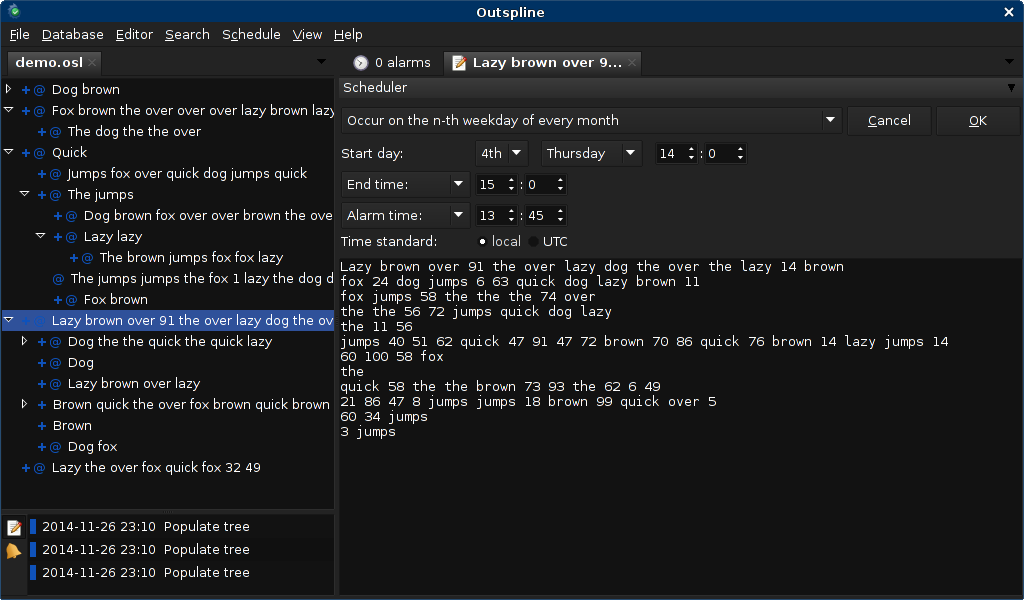 Outspline
File Database Editor Search Schedule View Help
demo.osl
0 alarms
Lazy brown over 9...
Dog brown
Fox brown the over over over lazy brown lazy
The dog the the over
Quick
Jumps fox over quick dog jumps quick
The jumps
Dog brown fox over over brown the ove
Lazy lazy
The brown jumps fox fox lazy
The jumps jumps the fox 1 lazy the dog d
Fox brown
Lazy brown over 91 the over lazy dog the ov
Dog the the quick the quick lazy
Dog
Lazy brown over lazy
Brown quick the over fox brown quick brown
Brown
Dog fox
Lazy the over fox quick fox 32 49
2014-11-26 23:10 Populate tree
2014-11-26 23:10 Populate tree
2014-11-26 23:10 Populate tree
Scheduler
Occur on the n-th weekday of every month
Cancel
OK
Start day: 4th Thursday 14 : 0
End time: 15 : 0
Alarm time: 13 : 45
Time standard: local UTC
Lazy brown over 91 the over lazy dog the over the lazy 14 brown
fox 24 dog jumps 6 63 quick dog lazy brown 11
fox jumps 58 the the the 74 over
the the 56 72 jumps quick dog lazy
the 11 56
jumps 40 51 62 quick 47 91 47 72 brown 70 86 quick 76 brown 14 lazy jumps 14
60 100 58 fox
the
quick 58 the the brown 73 93 the 62 6 49
21 86 47 8 jumps jumps 18 brown 99 quick over 5
60 34 jumps
3 jumps